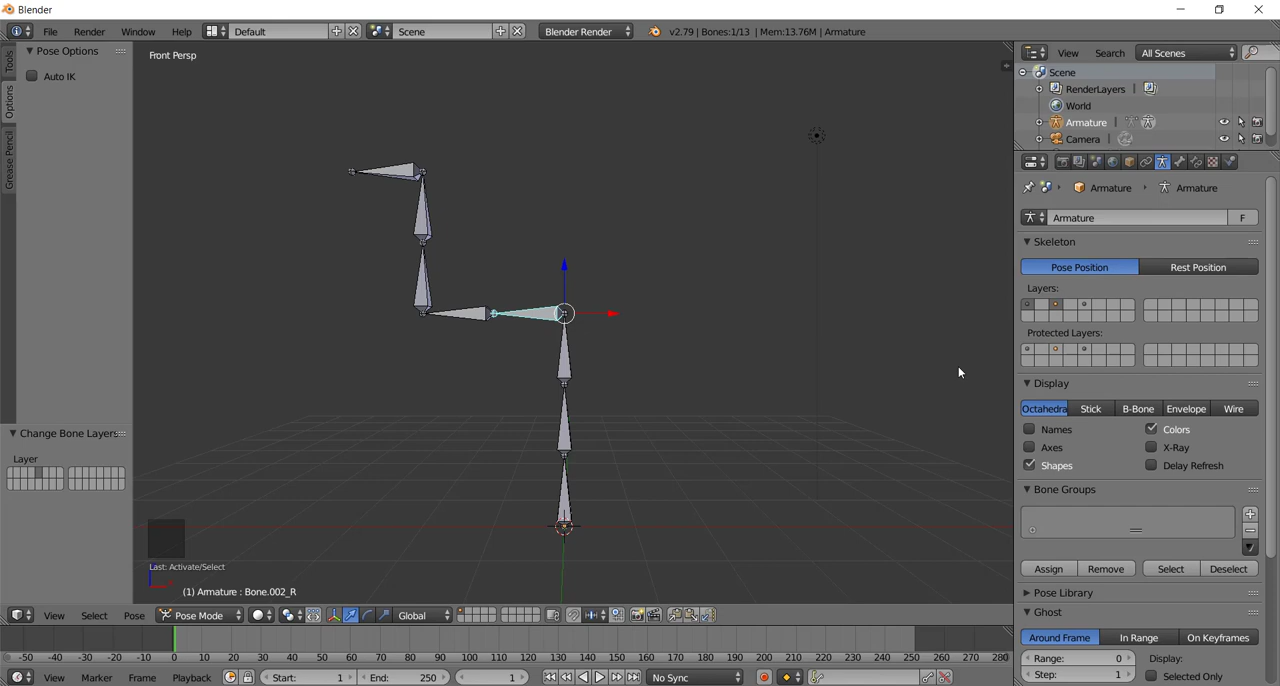 Blender
File Render Window Help Default Scene Blender Render v2.79 | Bones:1/13 | Mem:13.76M | Armature
Pose Options
Auto IK
Tools
Options
Grease Pencil
Change Bone Layers
Layer
Front Persp
Last: Activate/Select
(1) Armature : Bone.002_R
View Select Pose Pose Mode Global
-50 -40 -30 -20 -10 0 10 20 30 40 50 60 70 80 90 100 110 120 130 140 150 160 170 180 190 200 210 220 230 240 250 260 270 280
View Marker Frame Playback Start: 1 End: 250 1 No Sync
View Search All Scenes
Scene
RenderLayers |
World
Armature |
Camera |
Armature Armature
Armature F
Skeleton
Pose Position Rest Position
Layers:
Protected Layers:
Display
Octahedra Stick B-Bone Envelope Wire
Names Colors
Axes X-Ray
Shapes Delay Refresh
Bone Groups
Assign Remove Select Deselect
Pose Library
Ghost
Around Frame In Range On Keyframes
Range: 0 Display:
Step: 1 Selected Only